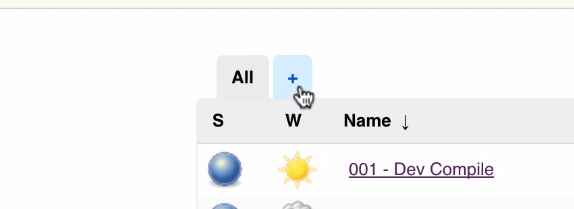 All +
S W Name ↓
001 - Dev Compile